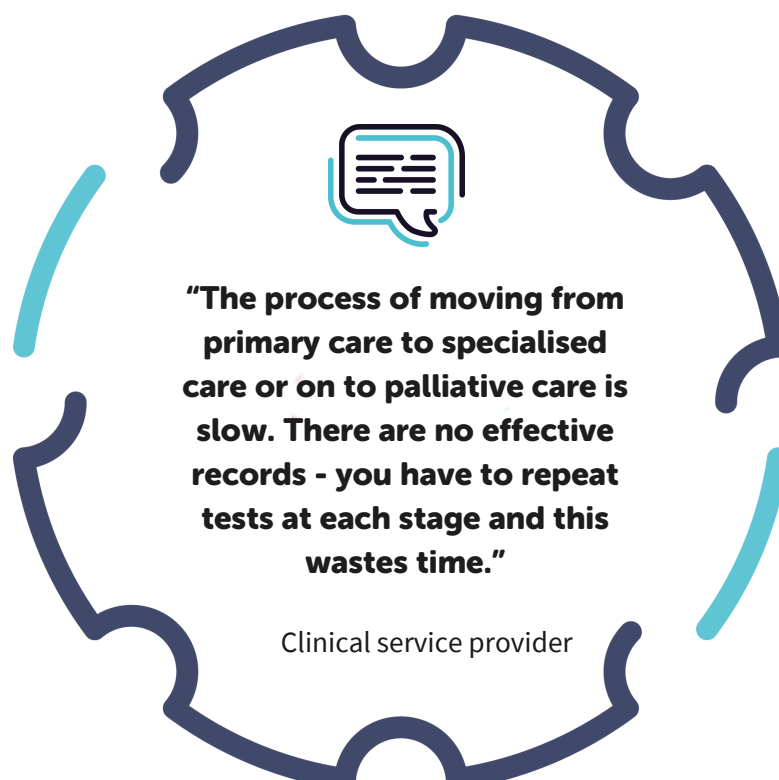 “The process of moving from
primary care to specialised
care or on to palliative care is
slow. There are no effective
records - you have to repeat
tests at each stage and this
wastes time.”
Clinical service provider